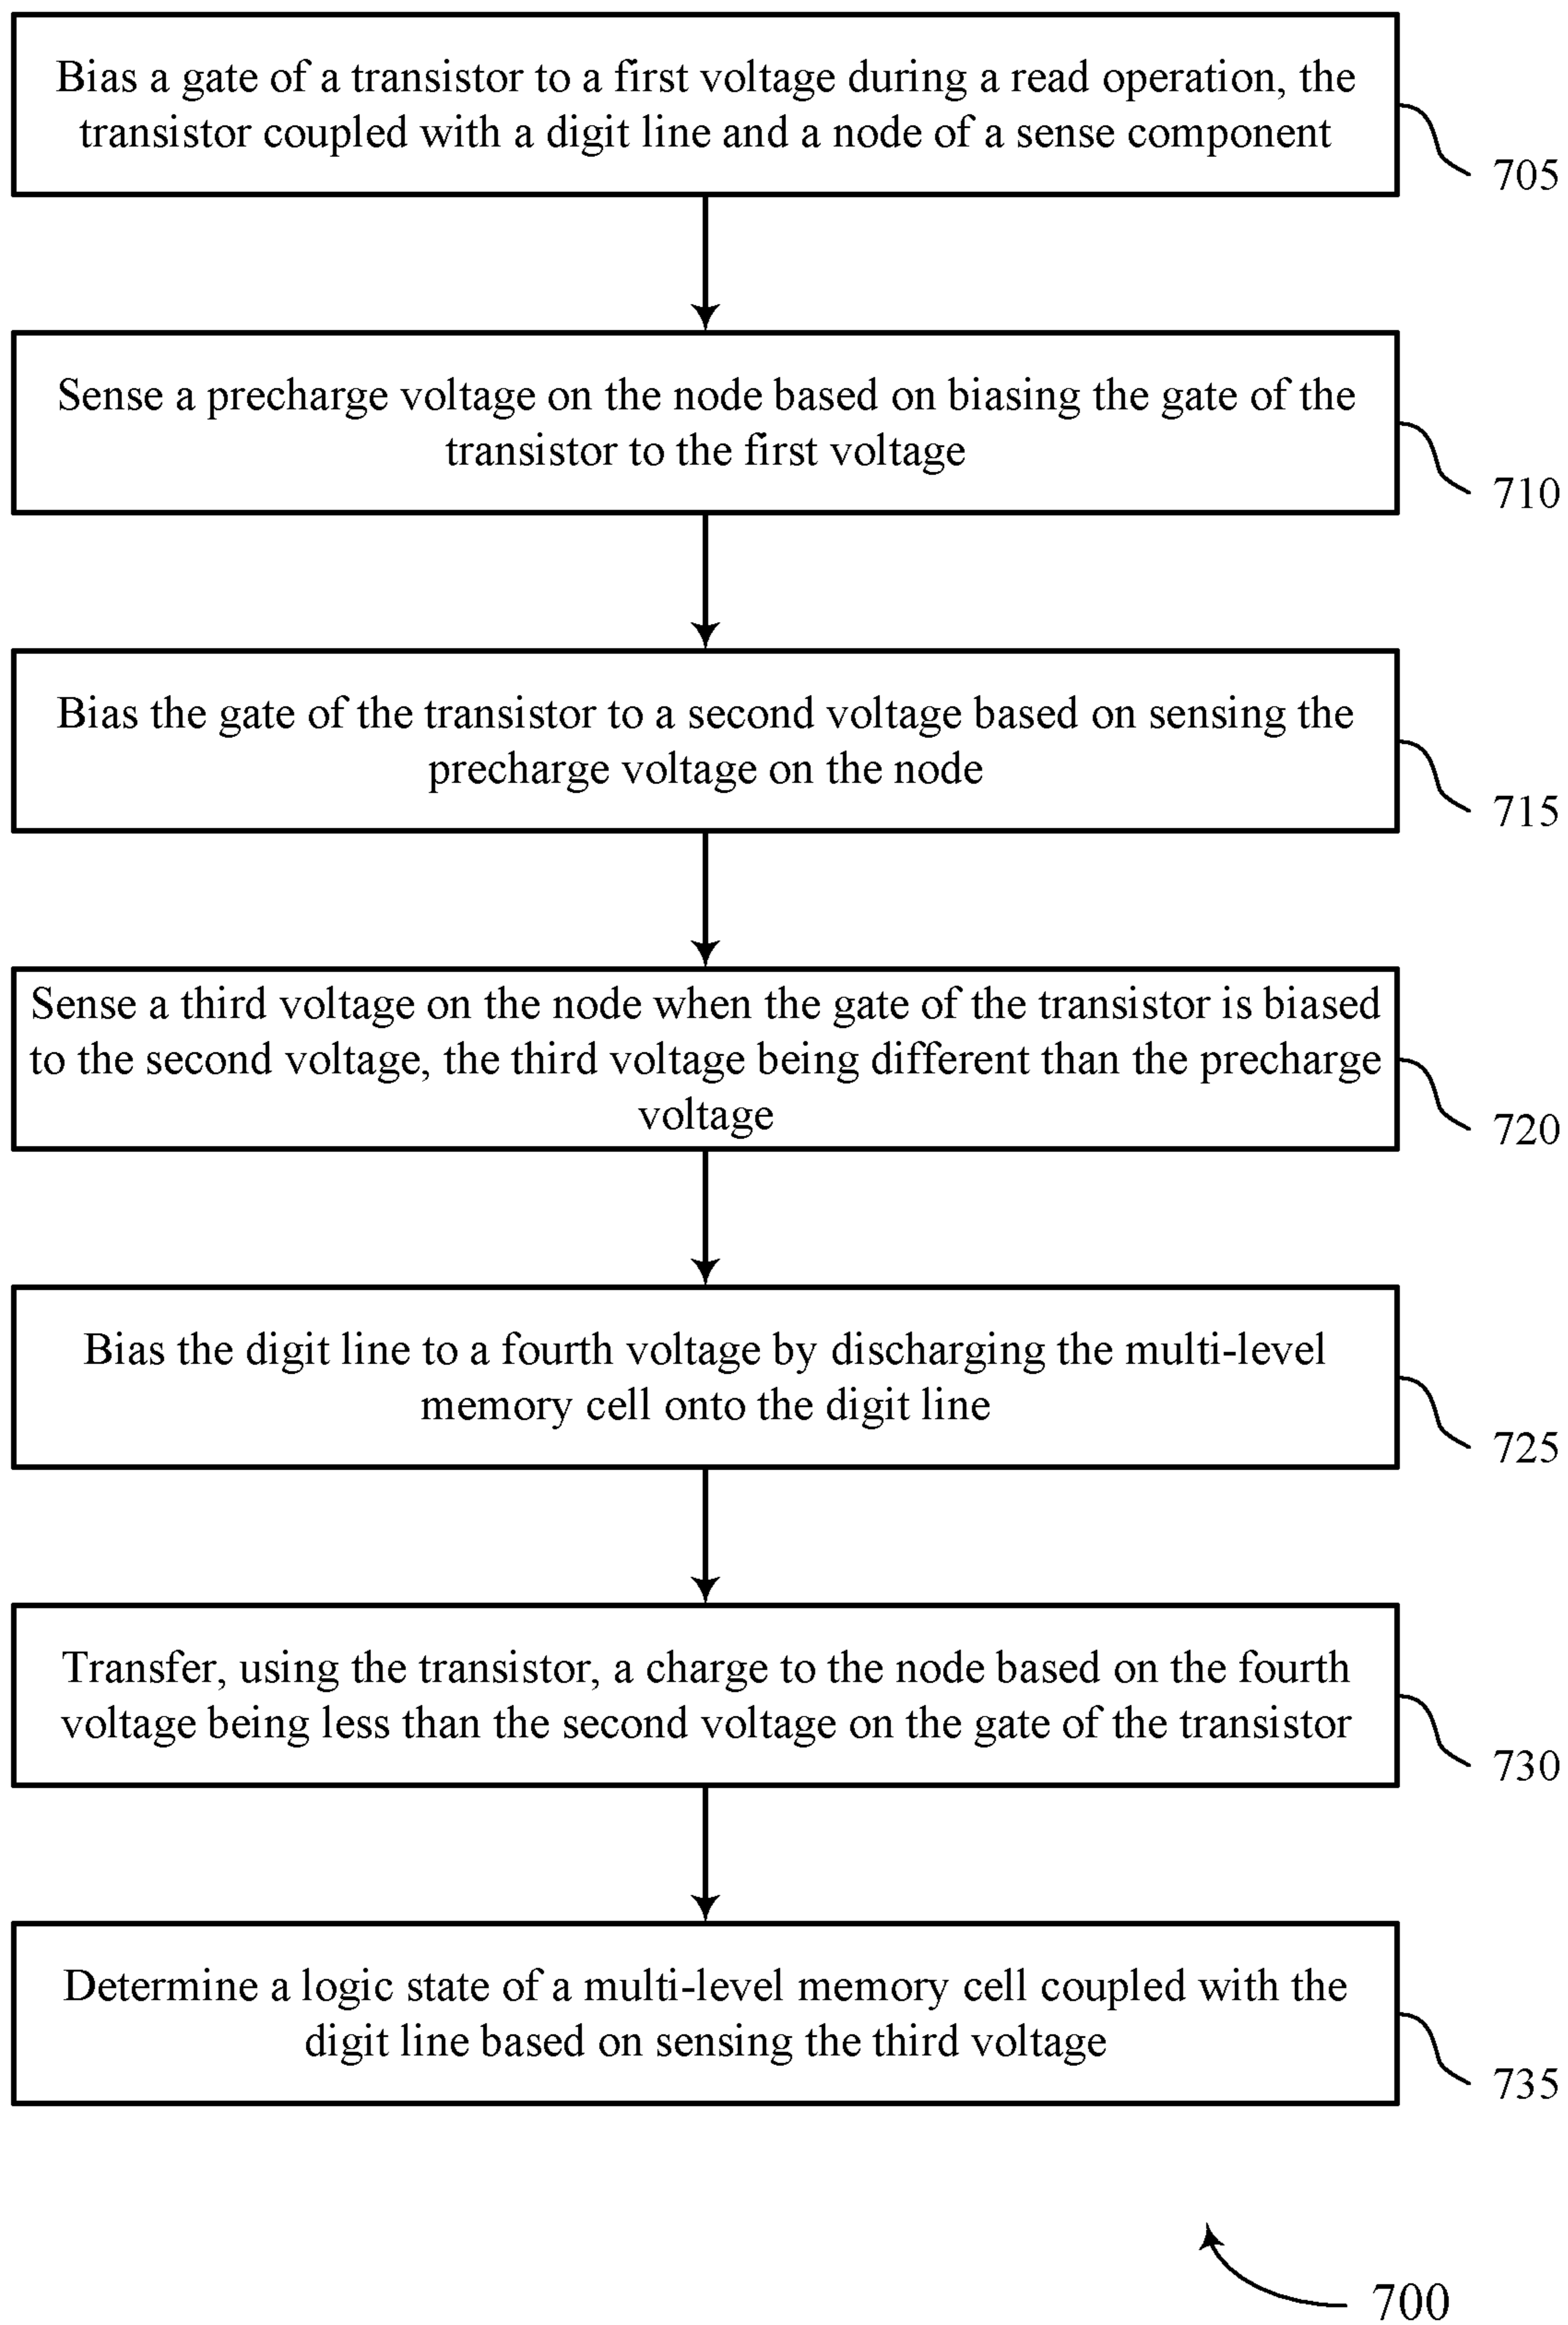 Bias a gate of a transistor to a first voltage during a read operation, the
transistor coupled with a digit line and a node of a sense component
705
Sense a precharge voltage on the node based on biasing the gate of the
transistor to the first voltage
710
Bias the gate of the transistor to a second voltage based on sensing the
precharge voltage on the node
715
Sense a third voltage on the node when the gate of the transistor is biased
to the second voltage, the third voltage being different than the precharge
voltage
720
Bias the digit line to a fourth voltage by discharging the multi-level
memory cell onto the digit line
725
Transfer, using the transistor, a charge to the node based on the fourth
voltage being less than the second voltage on the gate of the transistor
730
Determine a logic state of a multi-level memory cell coupled with the
digit line based on sensing the third voltage
735
700